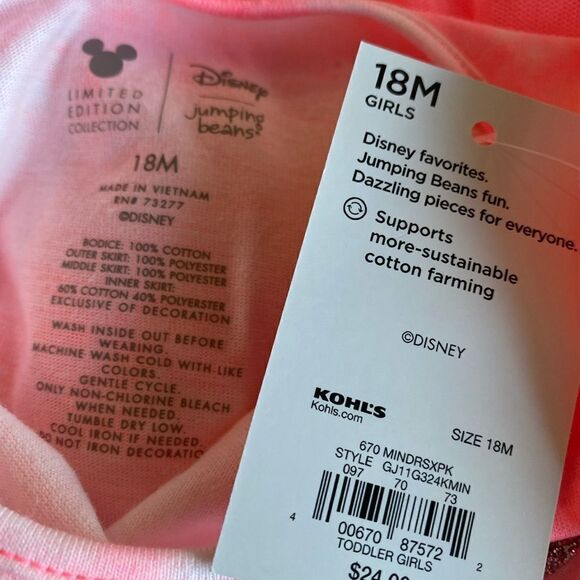 LIMITED
EDITION
COLLECTION
Disney
jumping
beans®
18M
MADE IN VIETNAM
RN# 73277
©DISNEY
BODICE: 100% COTTON
OUTER SKIRT: 100% POLYESTER
MIDDLE SKIRT: 100% POLYESTER
INNER SKIRT:
60% COTTON 40% POLYERSTER
EXCLUSIVE OF DECORATION
WASH INSIDE OUT BEFORE
WEARING.
MACHINE WASH COLD WITH LIKE
COLORS.
GENTLE CYCLE.
ONLY NON-CHLORINE BLEACH
WHEN NEEDED.
TUMBLE DRY LOW.
COOL IRON IF NEEDED.
DO NOT IRON DECORATIO
18M
GIRLS
Disney favorites.
Jumping Beans fun.
Dazzling pieces for everyone.
Supports
more-sustainable
cotton farming
©DISNEY
KOHL'S
Kohls.com
SIZE 18M
670 MINDRSXPK
STYLE GJ11G324KMIN
097 70 73
4 00670 87572 2
TODDLER GIRLS
$24.00